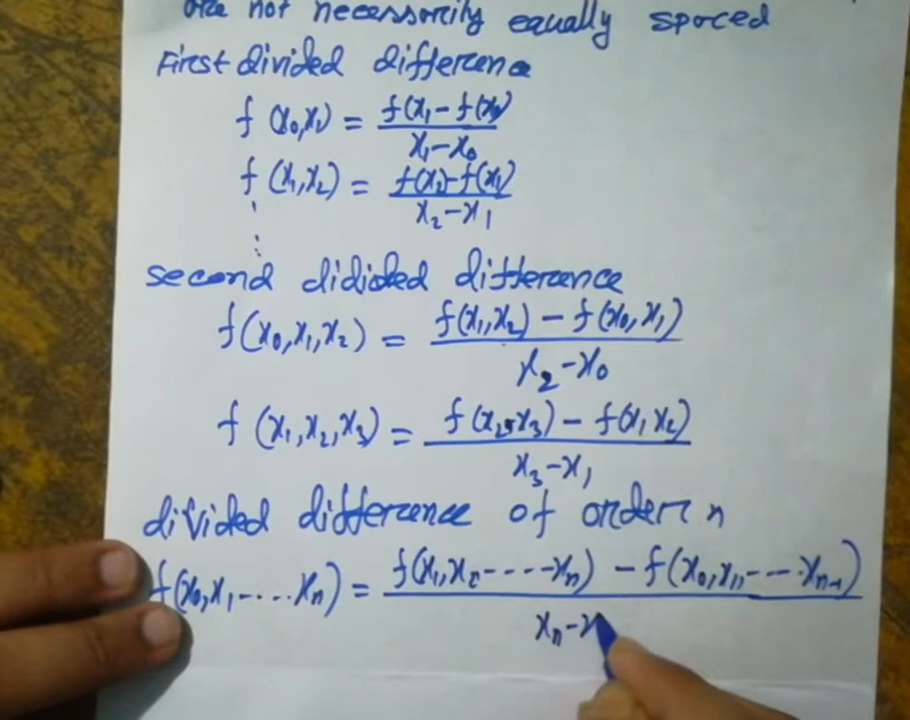 are not necessorily equally spaced
First divided difference
f (x₀,x₁) = f(x₁ - f(x₀) / x₁-x₀
f (x₁,x₂) = f(x₂)-f(x₁) / x₂-x₁
second didided difference
f(x₀,x₁,x₂) = f(x₁,x₂) - f(x₀,x₁) / x₂-x₀
f (x₁,x₂,x₃) = f(x₂,x₃) - f(x₁ x₂) / x₃-x₁
divided difference of order n
f(x₀,x₁-...xₙ) = f(x₁,x₂----xₙ) - f(x₀,x₁,---xₙ₋₁) / xₙ-x